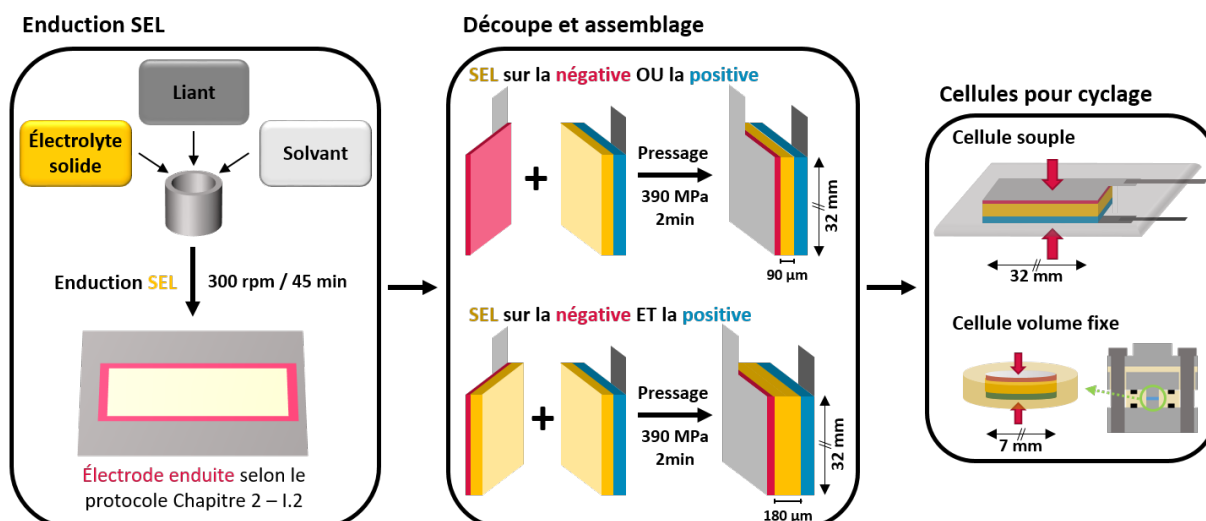 Enduction SEL
Liant
Électrolyte
solide
Solvant
Enduction SEL
300 rpm / 45 min
Électrode enduite selon le
protocole Chapitre 2 – I.2
Découpe et assemblage
SEL sur la négative OU la positive
+
Pressage
390 MPa
2min
32 mm
90 µm
SEL sur la négative ET la positive
+
Pressage
390 MPa
2min
32 mm
180 µm
Cellules pour cyclage
Cellule souple
32 mm
Cellule volume fixe
7 mm